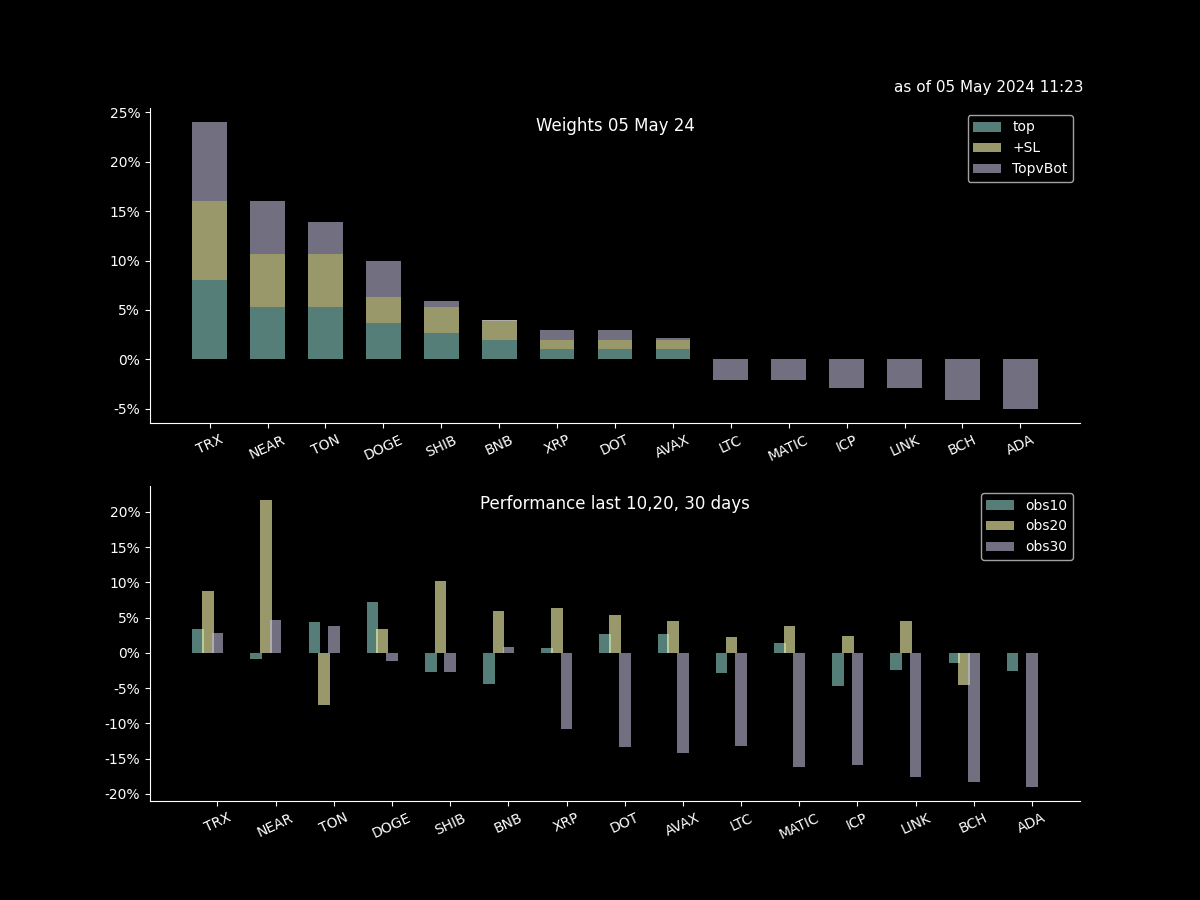 as of 05 May 2024 11:23
Weights 05 May 24
top
+SL
TopvBot
25%
20%
15%
10%
5%
0%
-5%
TRX NEAR TON DOGE SHIB BNB XRP DOT AVAX LTC MATIC ICP LINK BCH ADA
Performance last 10,20, 30 days
obs10
obs20
obs30
20%
15%
10%
5%
0%
-5%
-10%
-15%
-20%
TRX NEAR TON DOGE SHIB BNB XRP DOT AVAX LTC MATIC ICP LINK BCH ADA